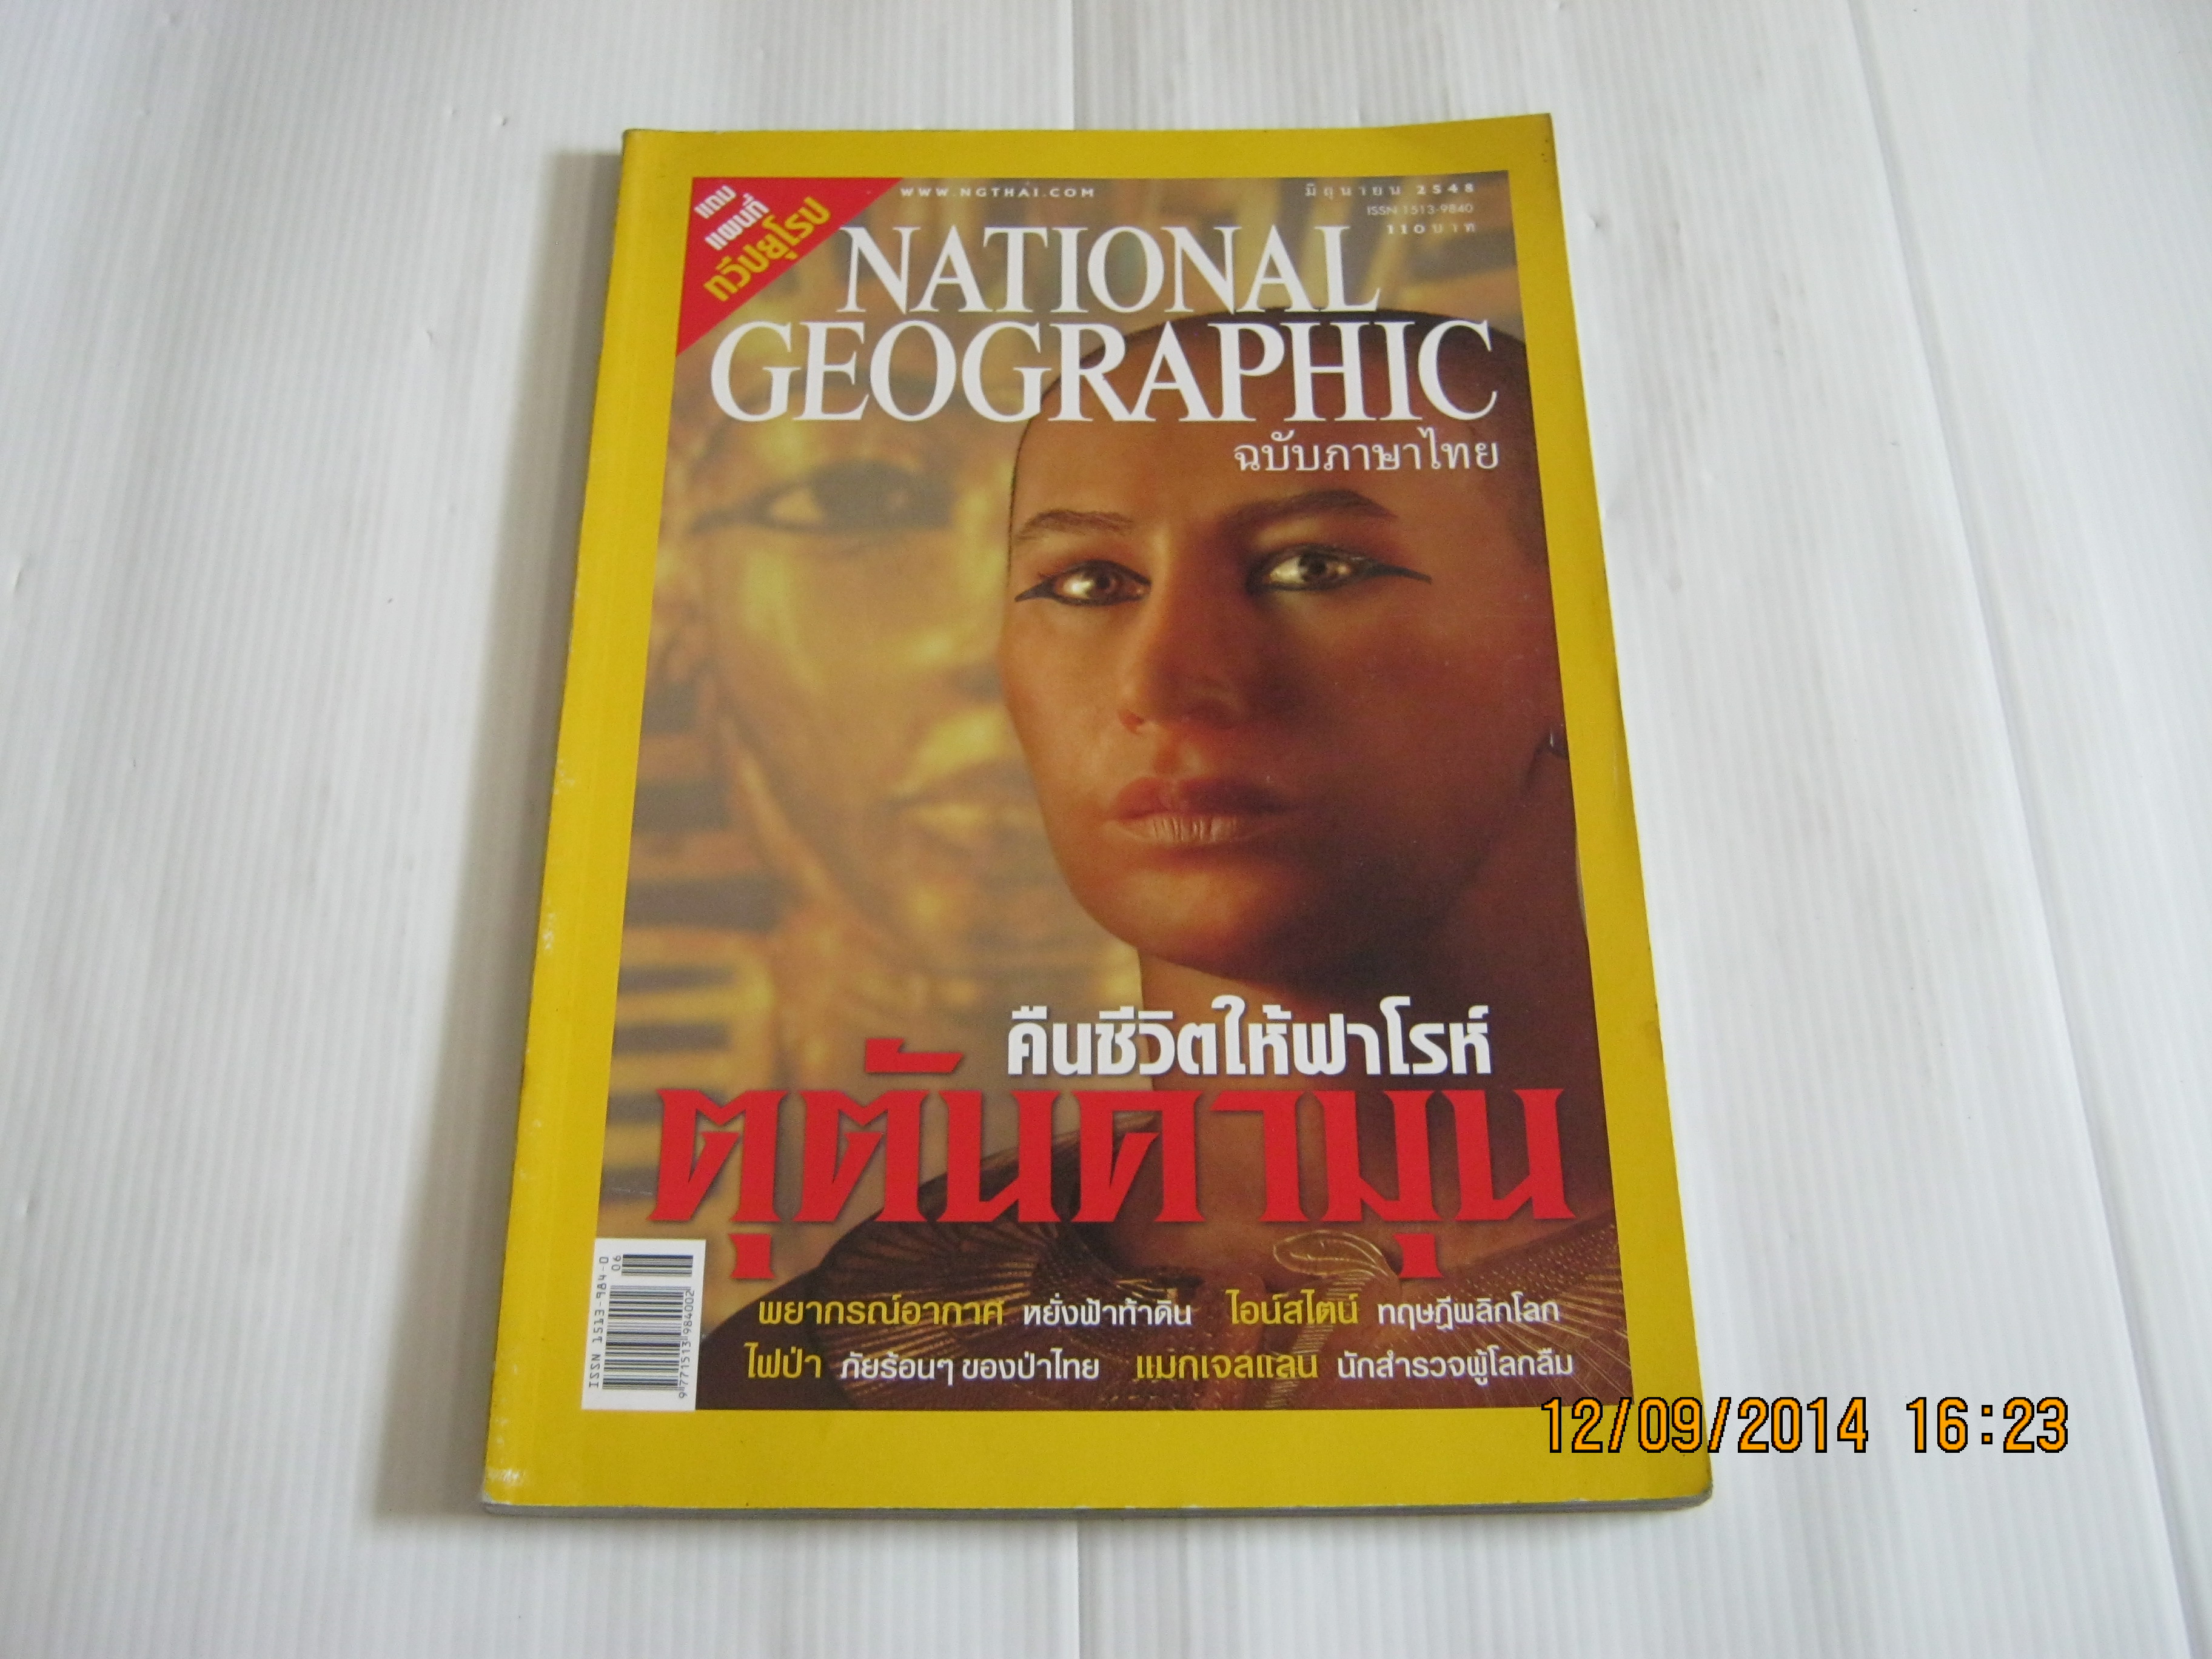 แถม
แผนที่
ทวีปยุโรป
WWW.NGTHAI.COM
มิถุนายน 2548
ISSN 1513-9840
110 บาท
NATIONAL
GEOGRAPHIC
ฉบับภาษาไทย
คืนชีวิตให้ฟาโรห์
ตุตันคามุน
พยากรณ์อากาศ หยั่งฟ้าท้าดิน ไอน์สไตน์ ทฤษฎีพลิกโลก
ไฟป่า ภัยร้อนๆ ของป่าไทย แมกเจลแลน นักสำรวจผู้โลกลืม
ISSN 1513-984-0
06
9771513984002
12/09/2014 16:23